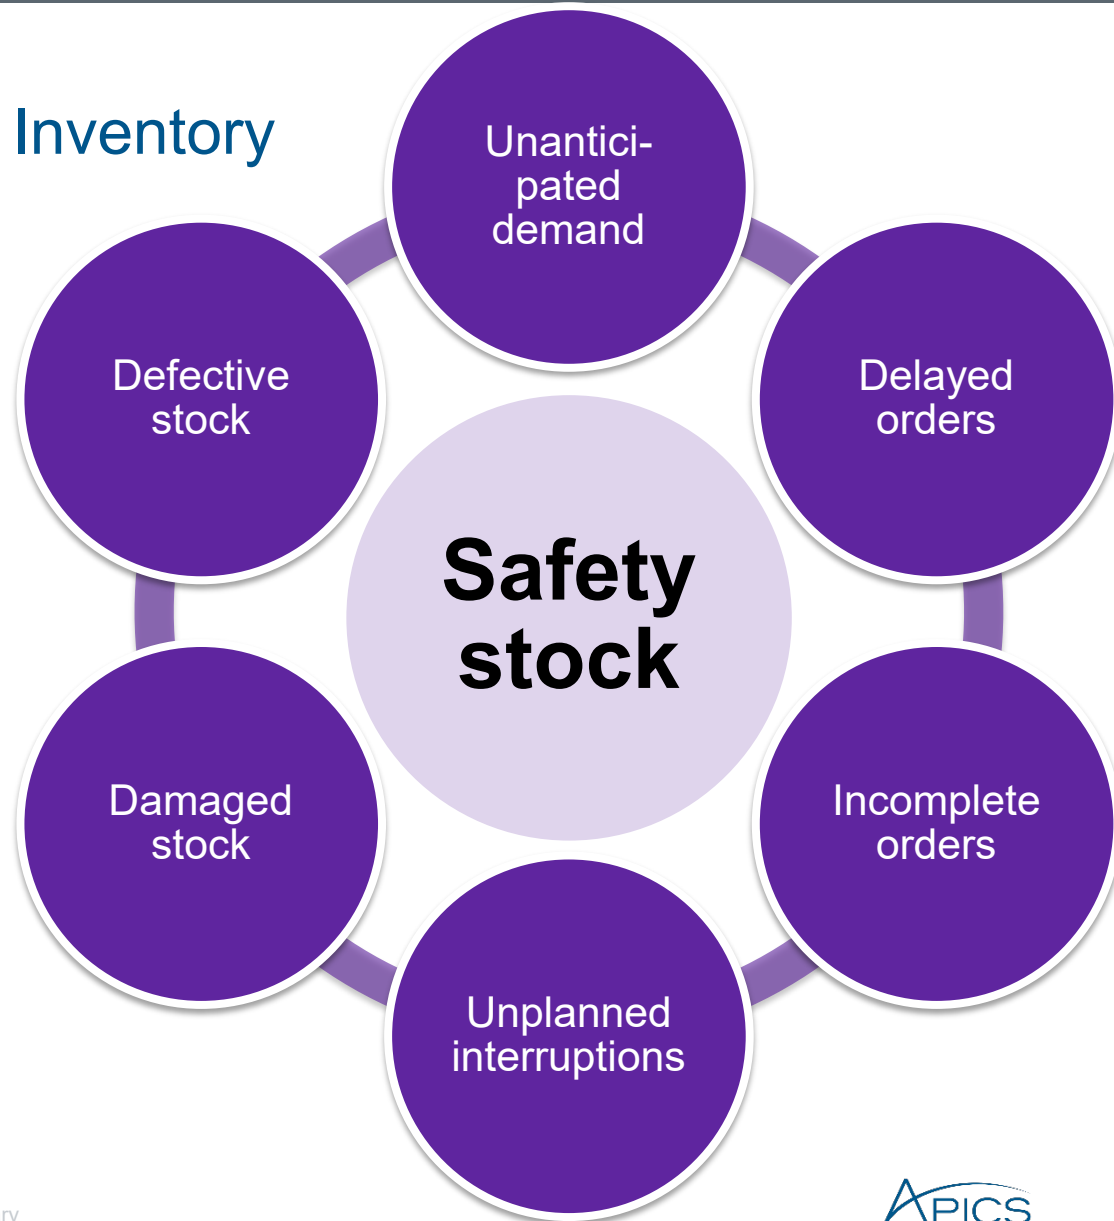 Inventory
Unantici-
pated
demand
Delayed
orders
Incomplete
orders
Unplanned
interruptions
Damaged
stock
Defective
stock
Safety
stock
APICS